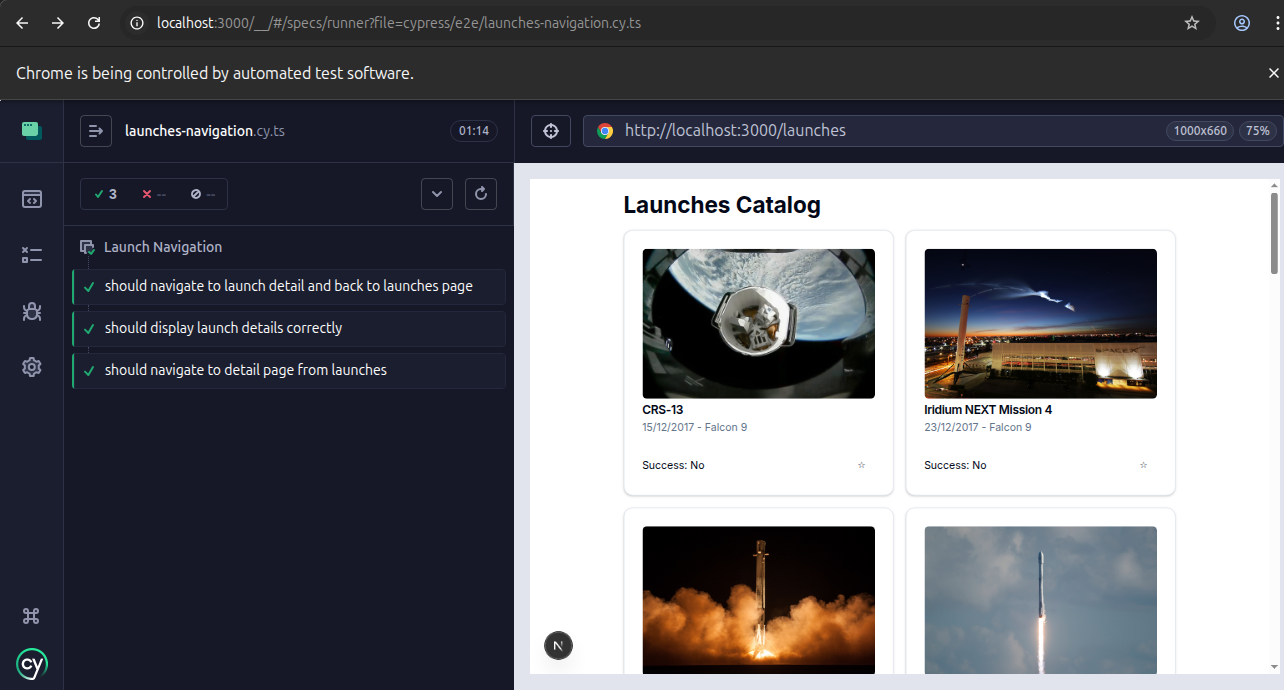 localhost:3000/__/#/specs/runner?file=cypress/e2e/launches-navigation.cy.ts
Chrome is being controlled by automated test software.
launches-navigation.cy.ts
01:14
3
--
--
Launch Navigation
should navigate to launch detail and back to launches page
should display launch details correctly
should navigate to detail page from launches
cy
http://localhost:3000/launches
1000x660
75%
Launches Catalog
CRS-13
15/12/2017 - Falcon 9
Success: No
SPACEX
Iridium NEXT Mission 4
23/12/2017 - Falcon 9
Success: No
N